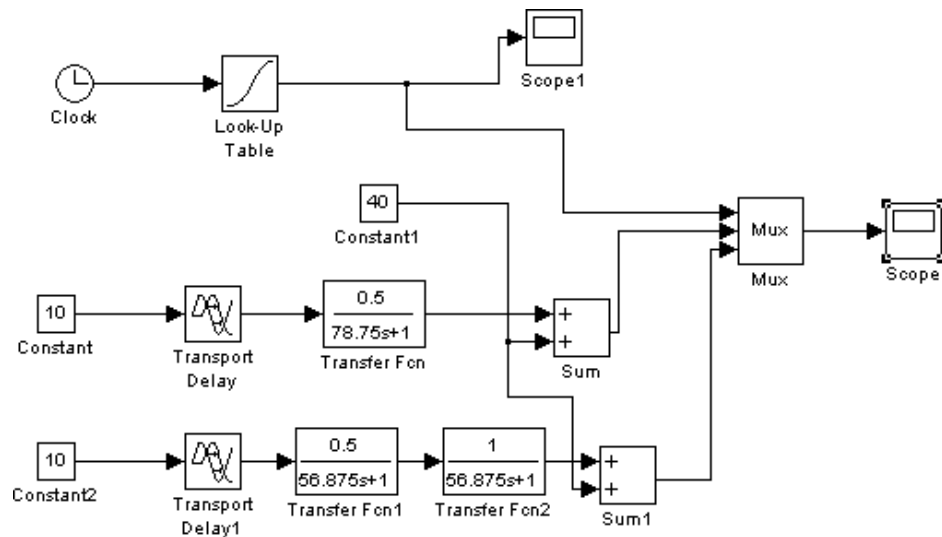 Scope1
Clock
Look-Up
Table
40
Constant1
Mux
Mux
Scope
10
Constant
Transport
Delay
0.5
78.75s+1
Transfer Fcn
+
+
Sum
10
Constant2
Transport
Delay1
0.5
56.875s+1
Transfer Fcn1
1
56.875s+1
Transfer Fcn2
+
+
Sum1